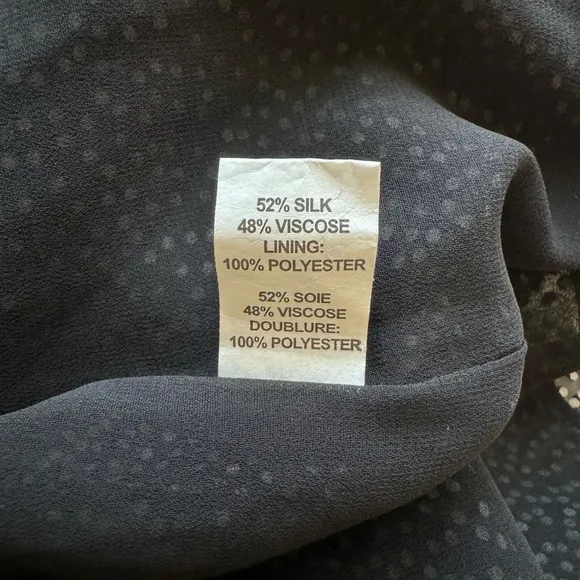 52% SILK
48% VISCOSE
LINING:
100% POLYESTER
52% SOIE
48% VISCOSE
DOUBLURE:
100% POLYESTER